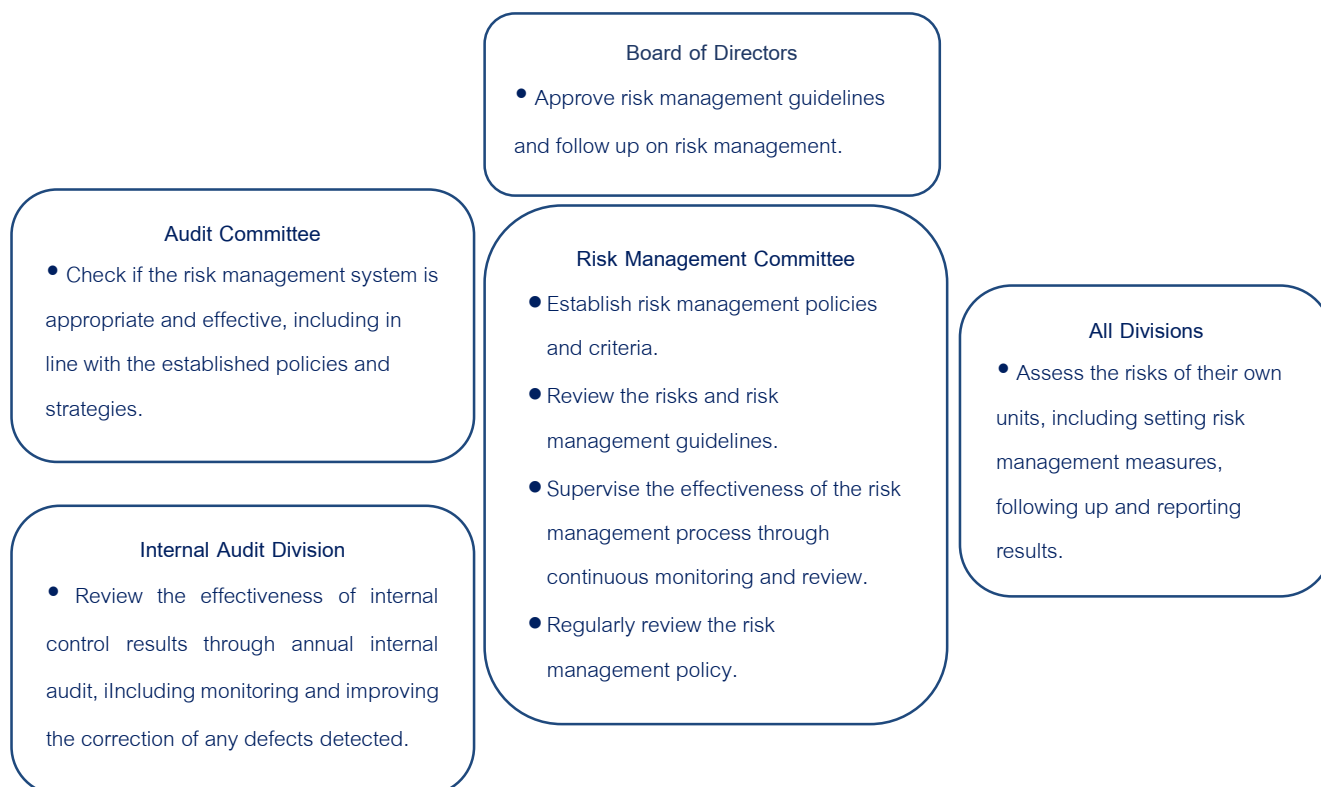 Board of Directors
• Approve risk management guidelines
and follow up on risk management.
Audit Committee
• Check if the risk management system is
appropriate and effective, including in
line with the established policies and
strategies.
Risk Management Committee
• Establish risk management policies
and criteria.
• Review the risks and risk
management guidelines.
• Supervise the effectiveness of the risk
management process through
continuous monitoring and review.
• Regularly review the risk
management policy.
All Divisions
• Assess the risks of their own
units, including setting risk
management measures,
following up and reporting
results.
Internal Audit Division
• Review the effectiveness of internal
control results through annual internal
audit, iIncluding monitoring and improving
the correction of any defects detected.